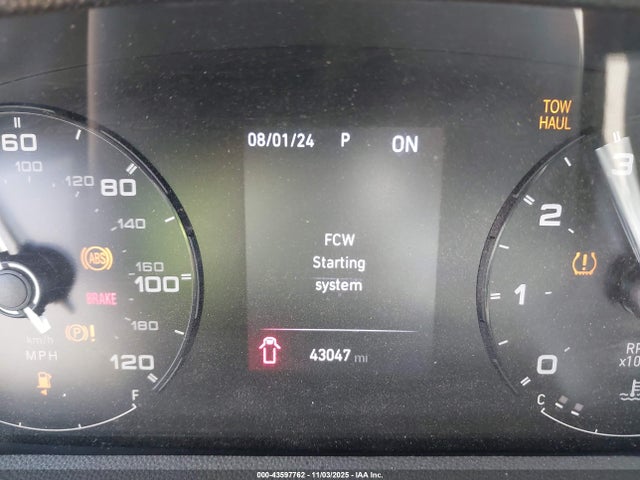 08/01/24 P ON
TOW
HAUL
60
100
120
80
140
ABS
160
100
BRAKE
180
km/h
MPH
120
F
FCW
Starting
system
43047 mi
3
2
1
0
C
000-43597762 | 11/03/2025 - IAA Inc.